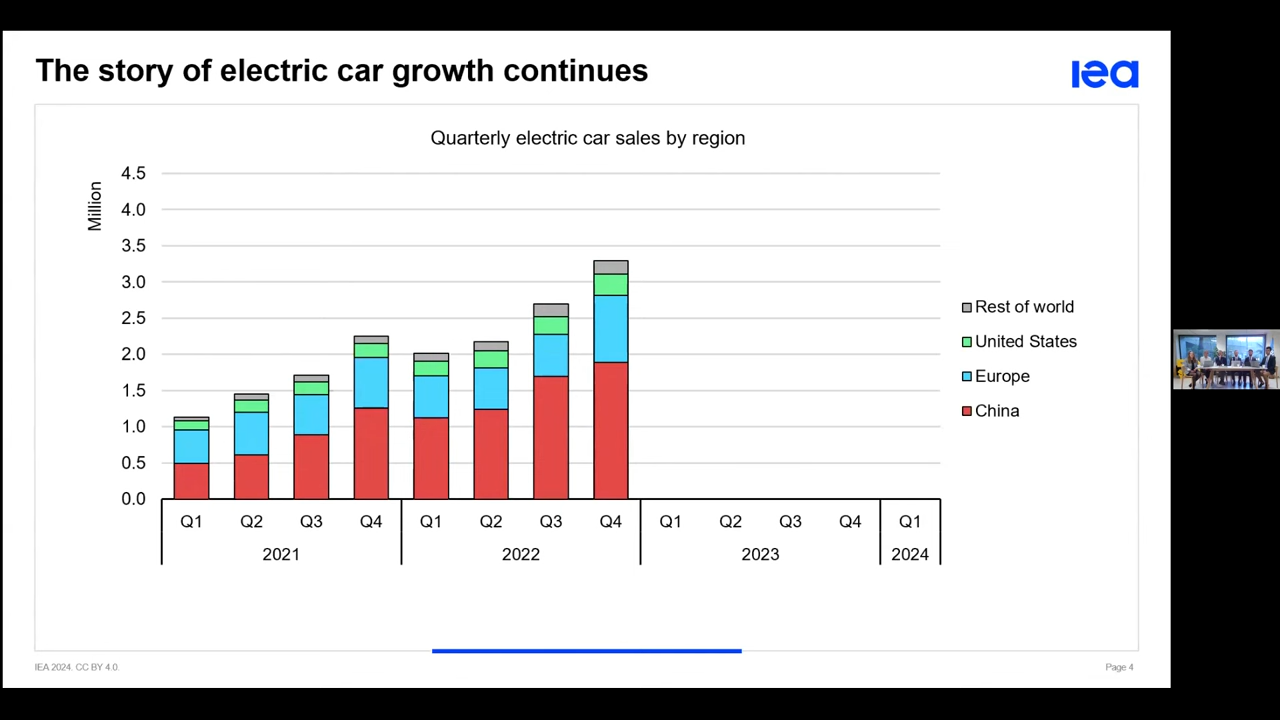 The story of electric car growth continues
iea
Quarterly electric car sales by region
Million
4.5
4.0
3.5
3.0
2.5
2.0
1.5
1.0
0.5
0.0
Rest of world
United States
Europe
China
Q1 Q2 Q3 Q4 Q1 Q2 Q3 Q4 Q1 Q2 Q3 Q4 Q1
2021 2022 2023 2024
IEA 2024. CC BY 4.0.
Page 4